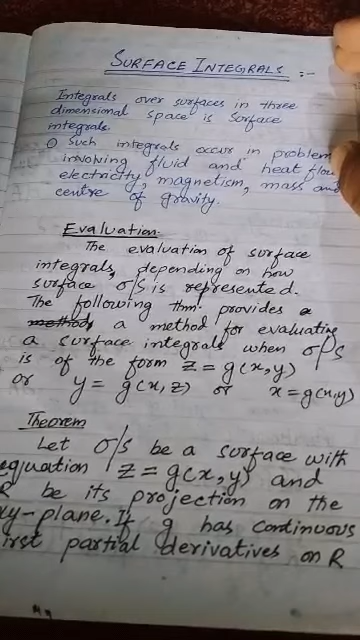 SURFACE INTEGRALS :-
Integrals over surfaces in three
dimensional space is Surface
integrals.
Such integrals occur in problem
involving fluid and heat flow
electricity, magnetism, mass and
centre of gravity.
Evaluation
The evaluation of surface
integrals, depending on how
surface σ/S is represented.
The following thm: provides a
method, a method for evaluating
a surface integrals when σ/S
is of the form z = g(x,y)
or y = g(x,z) or x = g(x,y)
Theorem
Let σ/s be a surface with
equation z = g(x,y) and
R be its projection on the
xy-plane. If g has continuous
irst partial derivatives on R